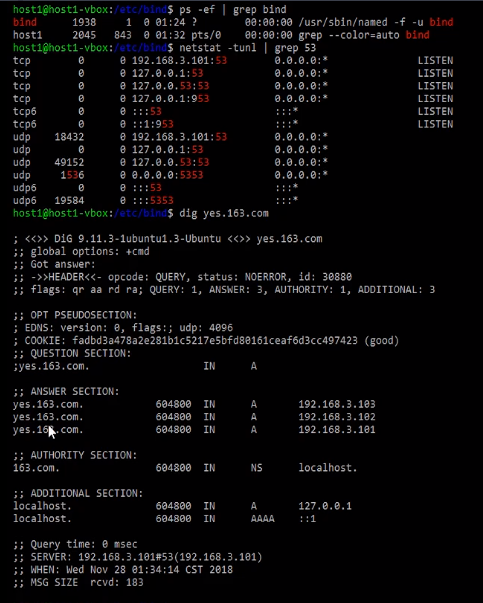 host1@host1-vbox:/etc/bind$ ps -ef | grep bind
bind 1938 1 0 01:24 ? 00:00:00 /usr/sbin/named -f -u bind
host1 2045 843 0 01:32 pts/0 00:00:00 grep --color=auto bind
host1@host1-vbox:/etc/bind$ netstat -tunl | grep 53
tcp 0 0 192.168.3.101:53 0.0.0.0:* LISTEN
tcp 0 0 127.0.0.1:53 0.0.0.0:* LISTEN
tcp 0 0 127.0.0.53:53 0.0.0.0:* LISTEN
tcp 0 0 127.0.0.1:953 0.0.0.0:* LISTEN
tcp6 0 0 :::53 :::* LISTEN
tcp6 0 0 ::1:953 :::* LISTEN
udp 18432 0 192.168.3.101:53 0.0.0.0:*
udp 0 0 127.0.0.1:53 0.0.0.0:*
udp 49152 0 127.0.0.53:53 0.0.0.0:*
udp 1536 0 0.0.0.0:5353 0.0.0.0:*
udp6 0 0 :::53 :::*
udp6 19584 0 :::5353 :::*
host1@host1-vbox:/etc/bind$ dig yes.163.com
; <<>> DiG 9.11.3-1ubuntu1.3-Ubuntu <<>> yes.163.com
;; global options: +cmd
;; Got answer:
;; ->>HEADER<<- opcode: QUERY, status: NOERROR, id: 30880
;; flags: qr aa rd ra; QUERY: 1, ANSWER: 3, AUTHORITY: 1, ADDITIONAL: 3
;; OPT PSEUDOSECTION:
; EDNS: version: 0, flags:; udp: 4096
; COOKIE: fadbd3a478a2e281b1c5217e5bfd80161ceaf6d3cc497423 (good)
;; QUESTION SECTION:
;yes.163.com. IN A
;; ANSWER SECTION:
yes.163.com. 604800 IN A 192.168.3.103
yes.163.com. 604800 IN A 192.168.3.102
yes.163.com. 604800 IN A 192.168.3.101
;; AUTHORITY SECTION:
163.com. 604800 IN NS localhost.
;; ADDITIONAL SECTION:
localhost. 604800 IN A 127.0.0.1
localhost. 604800 IN AAAA ::1
;; Query time: 0 msec
;; SERVER: 192.168.3.101#53(192.168.3.101)
;; WHEN: Wed Nov 28 01:34:14 CST 2018
;; MSG SIZE rcvd: 183